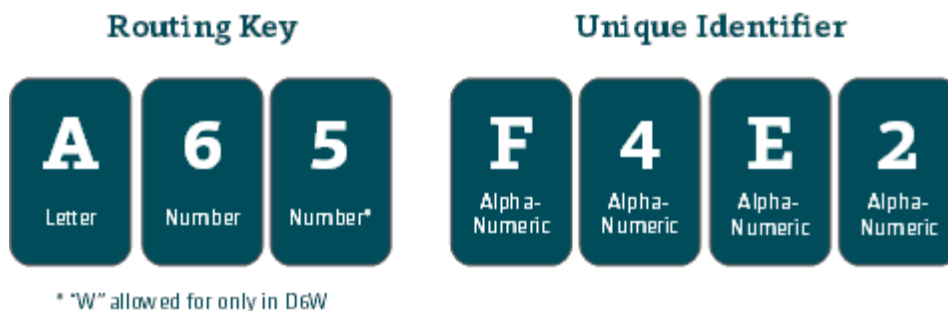 Routing Key Unique Identifier
A 6 5 F 4 E 2
Letter Number Number* Alpha-Numeric Alpha-Numeric Alpha-Numeric Alpha-Numeric
* "W" allowed for only in D6W